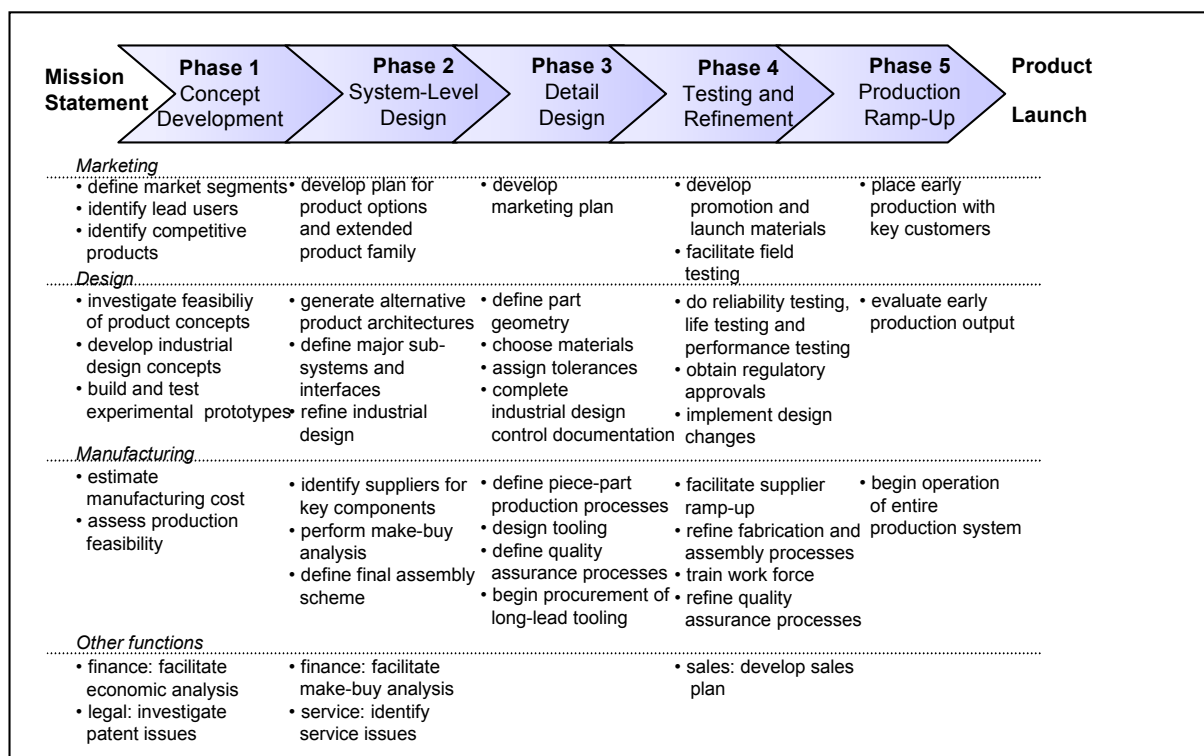 Mission
Statement
Phase 1
Concept
Development
Phase 2
System-Level
Design
Phase 3
Detail
Design
Phase 4
Testing and
Refinement
Phase 5
Production
Ramp-Up
Product
Launch
Marketing
• define market segments
• identify lead users
• identify competitive
products
• develop plan for
product options
and extended
product family
• develop
marketing plan
• develop
promotion and
launch materials
• facilitate field
testing
• place early
production with
key customers
Design
• investigate feasibiliy
of product concepts
• develop industrial
design concepts
• build and test
experimental prototypes
• generate alternative
product architectures
• define major sub-
systems and
interfaces
• refine industrial
design
• define part
geometry
• choose materials
• assign tolerances
• complete
industrial design
control documentation
• do reliability testing,
life testing and
performance testing
• obtain regulatory
approvals
• implement design
changes
• evaluate early
production output
Manufacturing
• estimate
manufacturing cost
• assess production
feasibility
• identify suppliers for
key components
• perform make-buy
analysis
• define final assembly
scheme
• define piece-part
production processes
• design tooling
• define quality
assurance processes
• begin procurement of
long-lead tooling
• facilitate supplier
ramp-up
• refine fabrication and
assembly processes
• train work force
• refine quality
assurance processes
• begin operation
of entire
production system
Other functions
• finance: facilitate
economic analysis
• legal: investigate
patent issues
• finance: facilitate
make-buy analysis
• service: identify
service issues
• sales: develop sales
plan